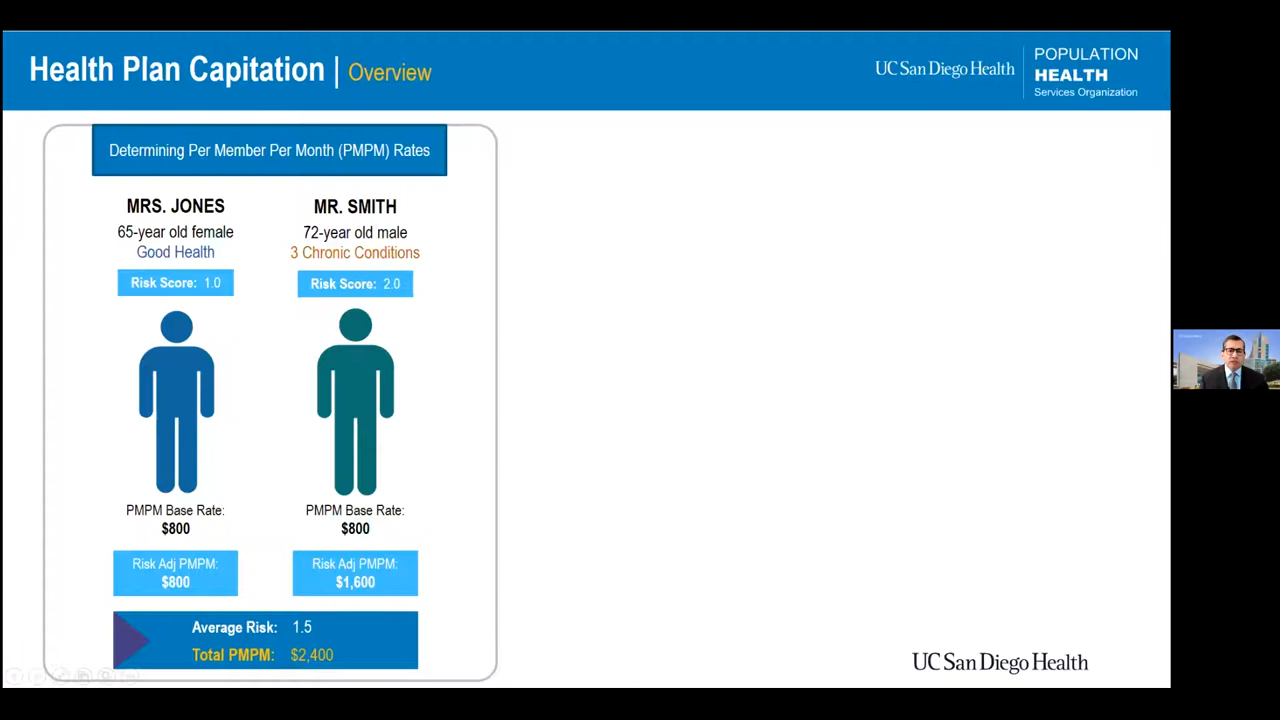 Health Plan Capitation | Overview
UC San Diego Health
POPULATION
HEALTH
Services Organization
Determining Per Member Per Month (PMPM) Rates
MRS. JONES
65-year old female
Good Health
Risk Score: 1.0
PMPM Base Rate:
$800
Risk Adj PMPM:
$800
MR. SMITH
72-year old male
3 Chronic Conditions
Risk Score: 2.0
PMPM Base Rate:
$800
Risk Adj PMPM:
$1,600
Average Risk: 1.5
Total PMPM: $2,400
UC San Diego Health